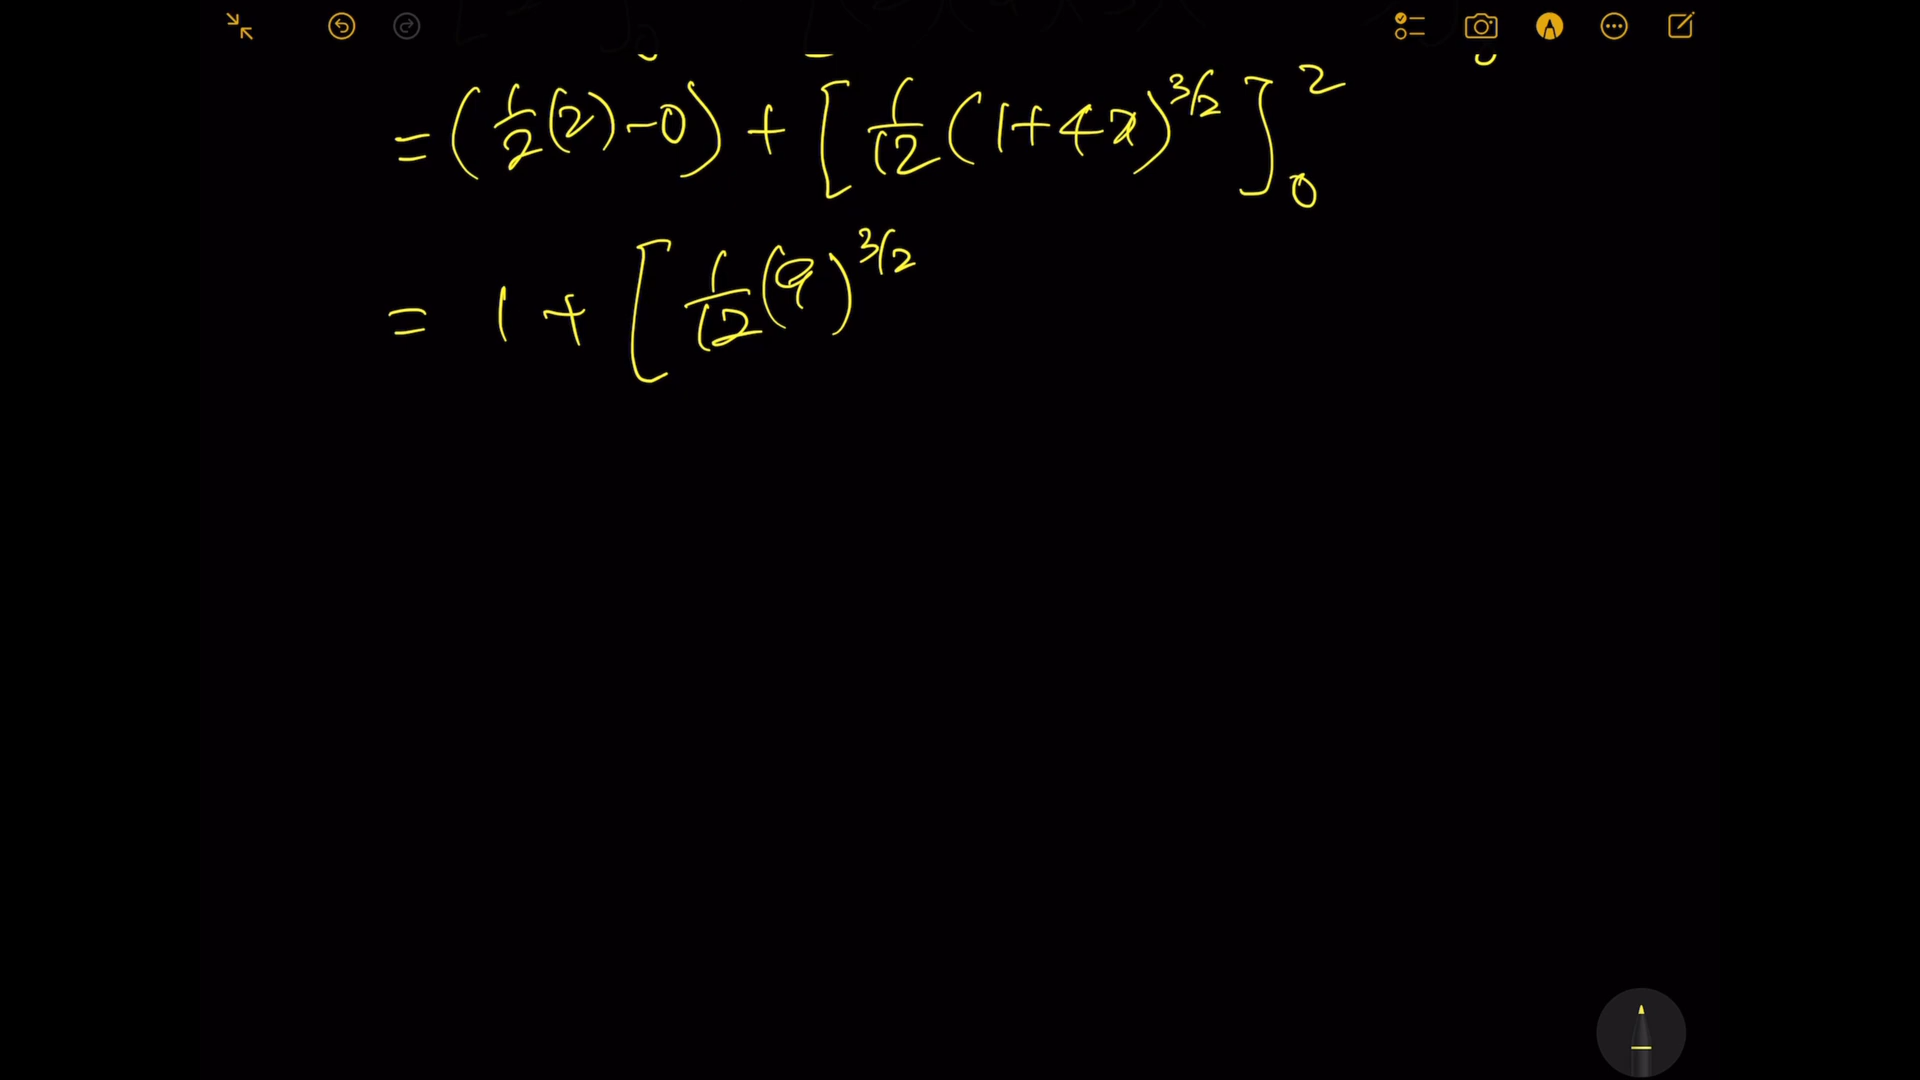 = (1/2(2)-0) + [1/12(1+4x)^3/2]_0^2
= 1 + [1/12(9)^3/2